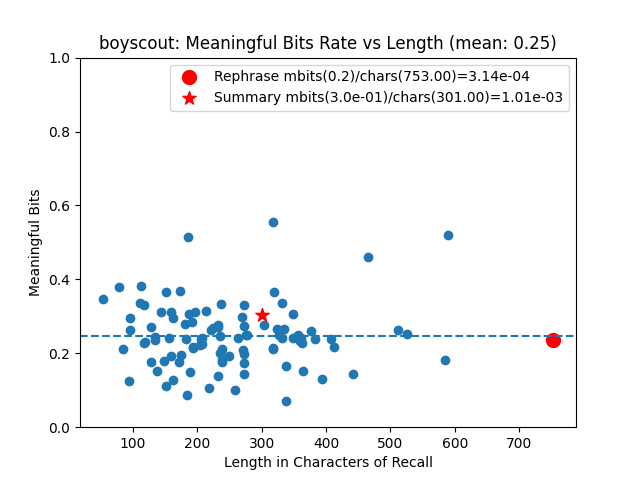 boyscout: Meaningful Bits Rate vs Length (mean: 0.25)
Rephrase mbits(0.2)/chars(753.00)=3.14e-04
Summary mbits(3.0e-01)/chars(301.00)=1.01e-03
Meaningful Bits
1.0
0.8
0.6
0.4
0.2
0.0
100 200 300 400 500 600 700
Length in Characters of Recall